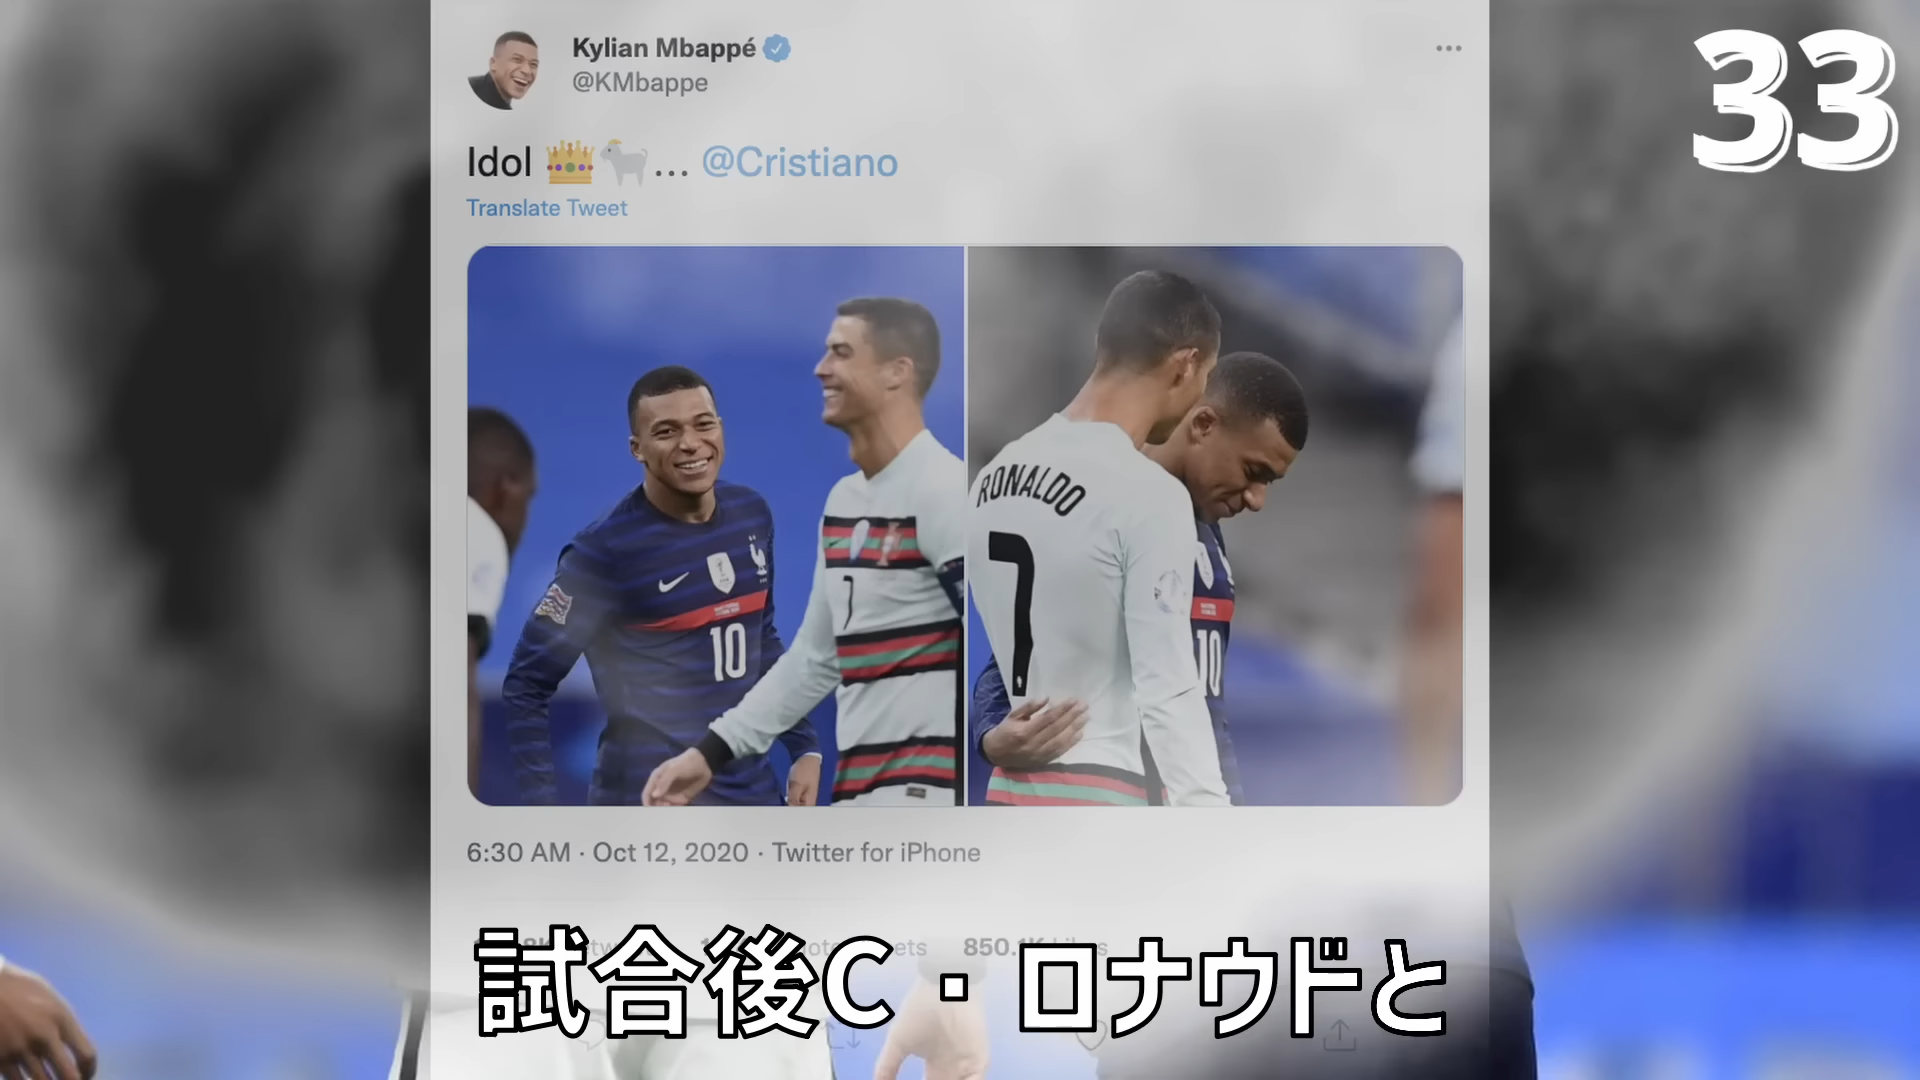 33
Kylian Mbappé
@KMbappe
Idol 👑🐐... @Cristiano
Translate Tweet
RONALDO
7
7
10
10
6:30 AM · Oct 12, 2020 · Twitter for iPhone
試合後C・ロナウドと